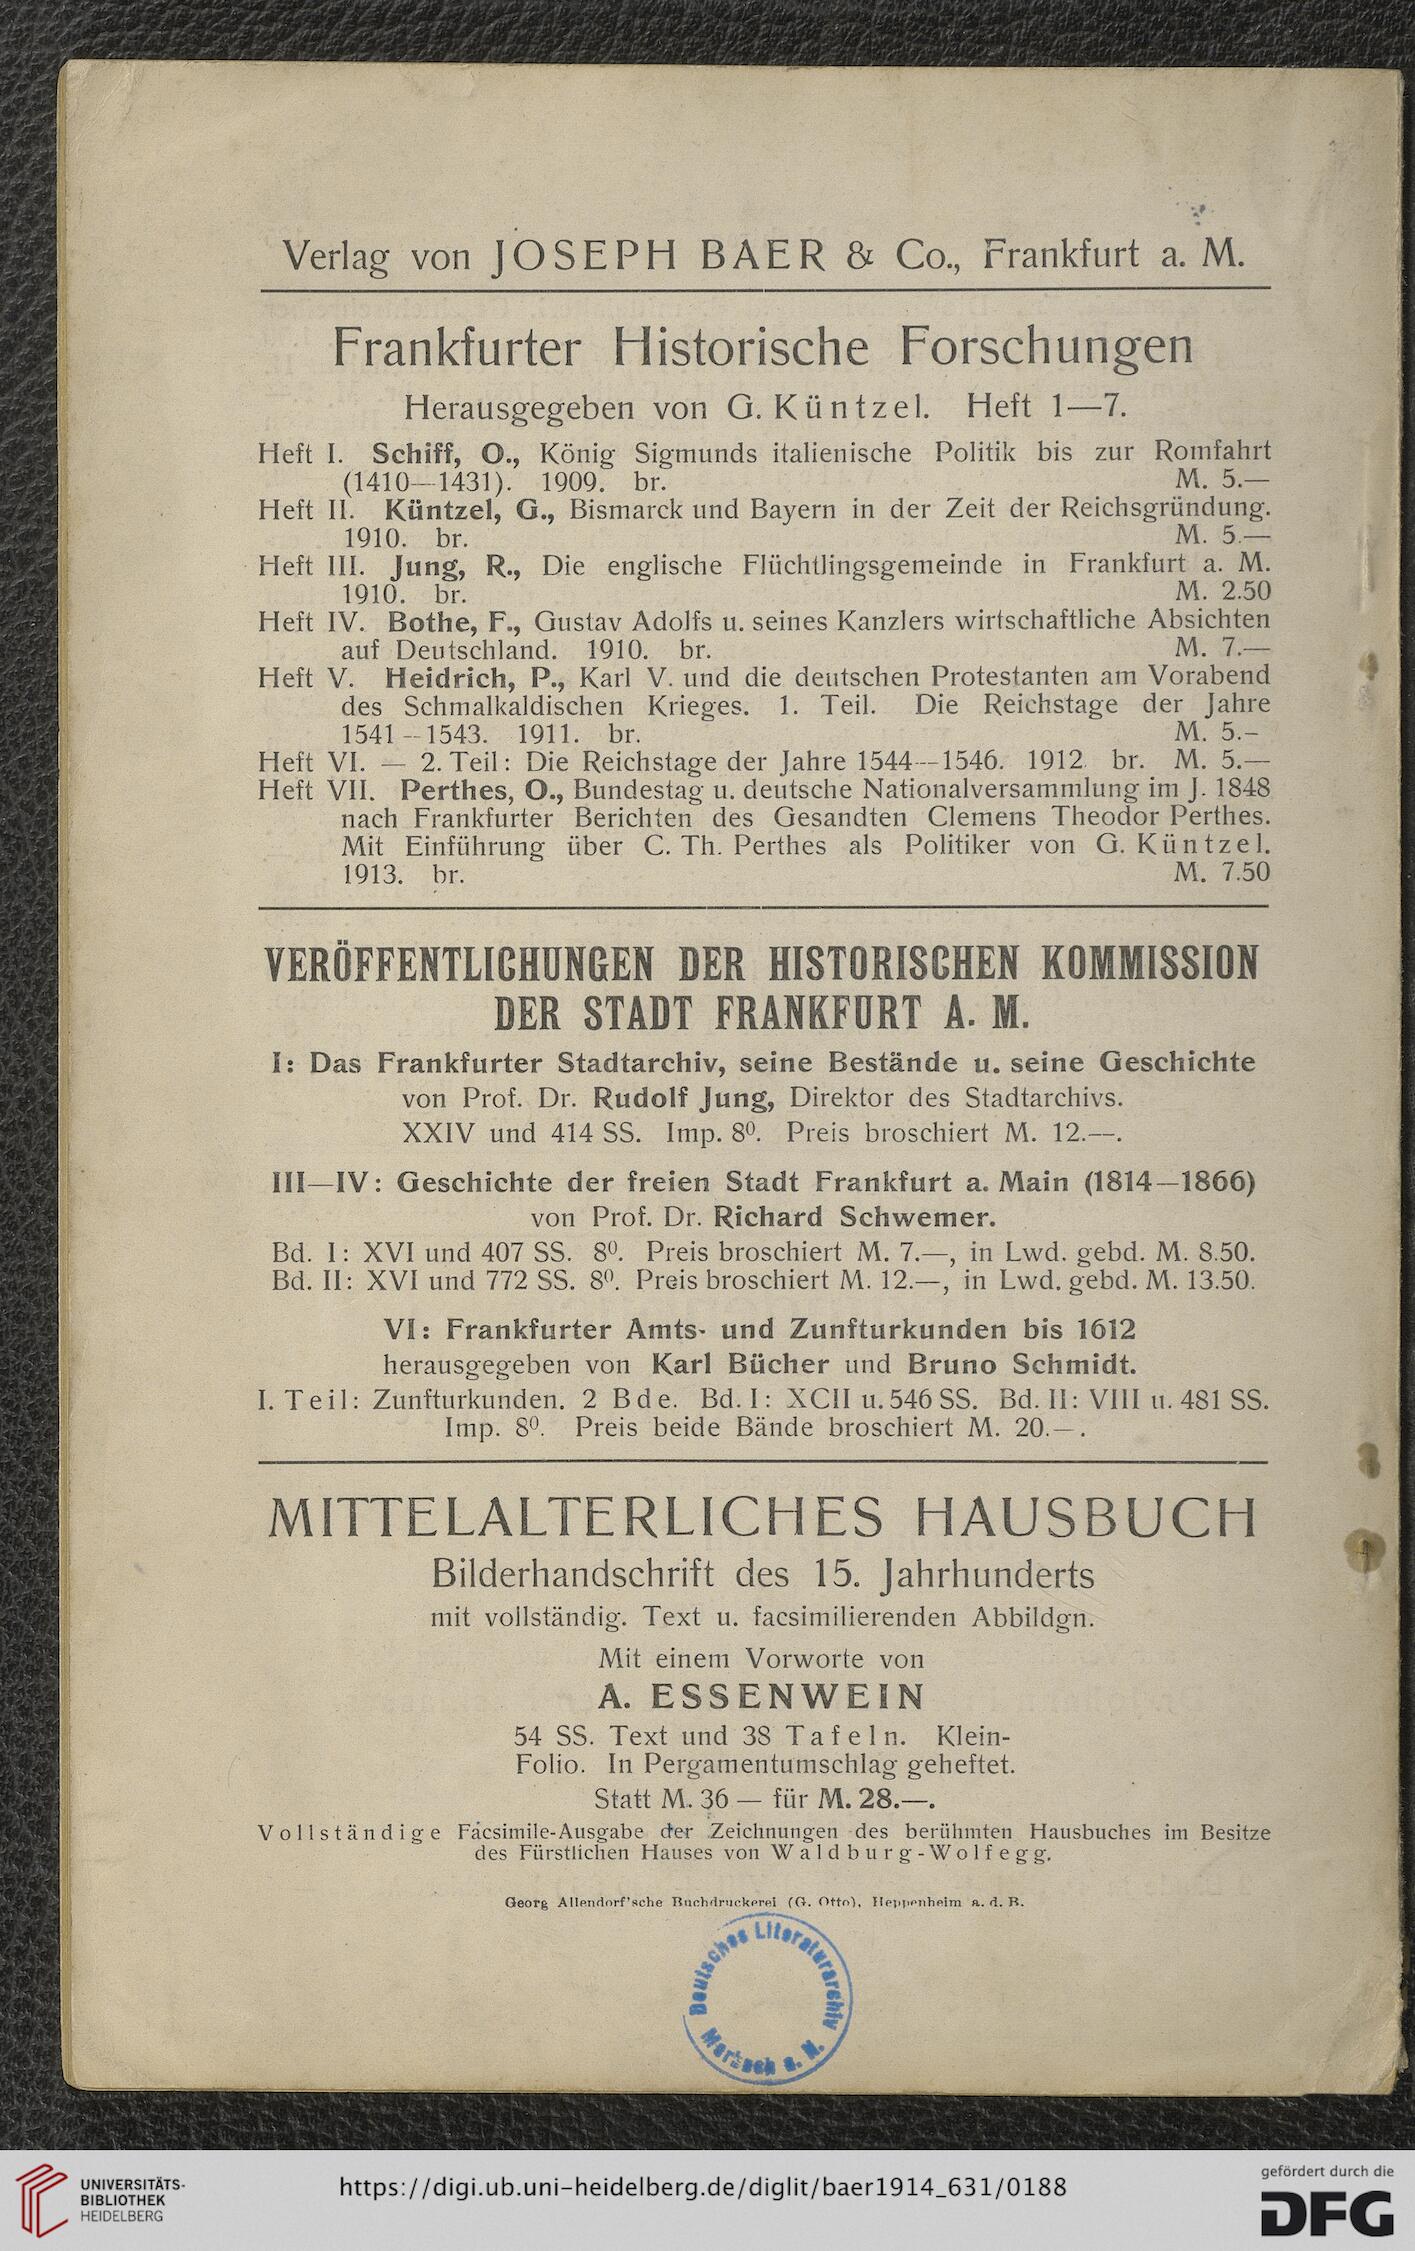 Verlag von JOSEPH BAER & Co., Frankfurt a. M.
Frankfurter Historische Forschungen
Herausgegeben von G. Küntzel. Heft 1—7.
Heft I. Schiff, O., König Sigmunds italienische Politik bis zur Romfahrt
(1410—1431). 1909. br. M. 5.—
Heft II. Küntzel, G., Bismarck und Bayern in der Zeit der Reichsgründung.
1910. br. M. 5.—
Heft III. Jung, R., Die englische Flüchtlingsgemeinde in Frankfurt a. M.
1910. br. M. 2.50
Heft IV. Bothe, F., Gustav Adolfs u. seines Kanzlers wirtschaftliche Absichten
auf Deutschland. 1910. br. M. 7.—
Heft V. Heidrich, P., Karl V. und die deutschen Protestanten am Vorabend
des Schmalkaldischen Krieges. 1. Teil. Die Reichstage der Jahre
1541—1543. 1911. br. M. 5.–
Heft VI. — 2. Teil: Die Reichstage der Jahre 1544—1546. 1912 br. M. 5.—
Heft VII. Perthes, O., Bundestag u. deutsche Nationalversammlung im J. 1848
nach Frankfurter Berichten des Gesandten Clemens Theodor Perthes.
Mit Einführung über C. Th. Perthes als Politiker von G. Küntzel.
1913. br. M. 7.50
VERÖFFENTLICHUNGEN DER HISTORISCHEN KOMMISSION
DER STADT FRANKFURT A. M.
I: Das Frankfurter Stadtarchiv, seine Bestände u. seine Geschichte
von Prof. Dr. Rudolf Jung, Direktor des Stadtarchivs.
XXIV und 414 SS. Imp. 8⁰. Preis broschiert M. 12.—.
III—IV: Geschichte der freien Stadt Frankfurt a. Main (1814—1866)
von Prof. Dr. Richard Schwemer.
Bd. I: XVI und 407 SS. 8⁰. Preis broschiert M. 7.—, in Lwd. gebd. M. 8.50.
Bd. II: XVI und 772 SS. 8⁰. Preis broschiert M. 12.—, in Lwd. gebd. M. 13.50.
VI: Frankfurter Amts- und Zunfturkunden bis 1612
herausgegeben von Karl Bücher und Bruno Schmidt.
I. Teil: Zunfturkunden. 2 Bde. Bd. I: XCII u. 546 SS. Bd. II: VIII u. 481 SS.
Imp. 8⁰. Preis beide Bände broschiert M. 20.—.
MITTELALTERLICHES HAUSBUCH
Bilderhandschrift des 15. Jahrhunderts
mit vollständig. Text u. facsimilierenden Abbildgn.
Mit einem Vorworte von
A. ESSENWEIN
54 SS. Text und 38 Tafeln. Klein-
Folio. In Pergamentumschlag geheftet.
Statt M. 36 — für M. 28.—.
Vollständige Facsimile-Ausgabe der Zeichnungen des berühmten Hausbuches im Besitze
des Fürstlichen Hauses von Waldburg-Wolfegg.
Georg Allendorf'sche Buchdruckerei (G. Otto), Heppenheim a. d. B.
Deutsches Literaturarchiv
Marbach a. N.
UNIVERSITÄTS-
BIBLIOTHEK
HEIDELBERG
https://digi.ub.uni-heidelberg.de/diglit/baer1914_631/0188
gefördert durch die
DFG